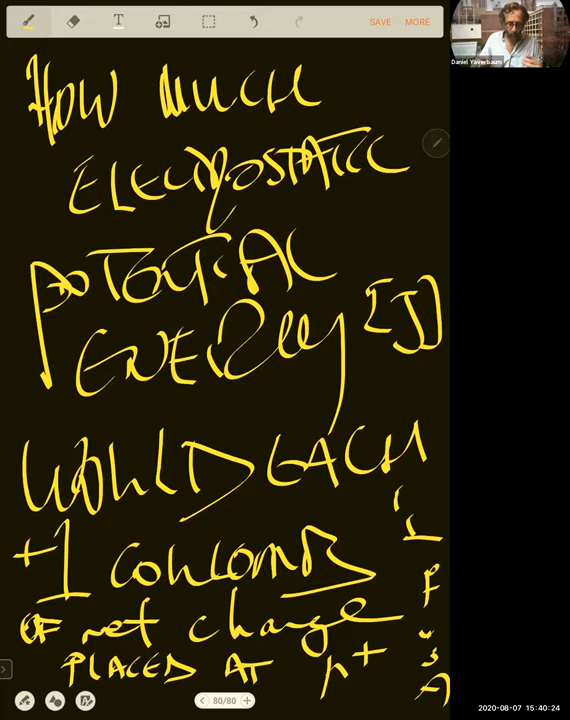 SAVE MORE
Daniel Yaverbaum
HOW MUCH
ELECTROSTATIC
POTENTIAL
ENERGY [J]
WOULD EACH
+1 COULOMB
OF net charge
PLACED AT
80/80
2020-08-07 15:40:24